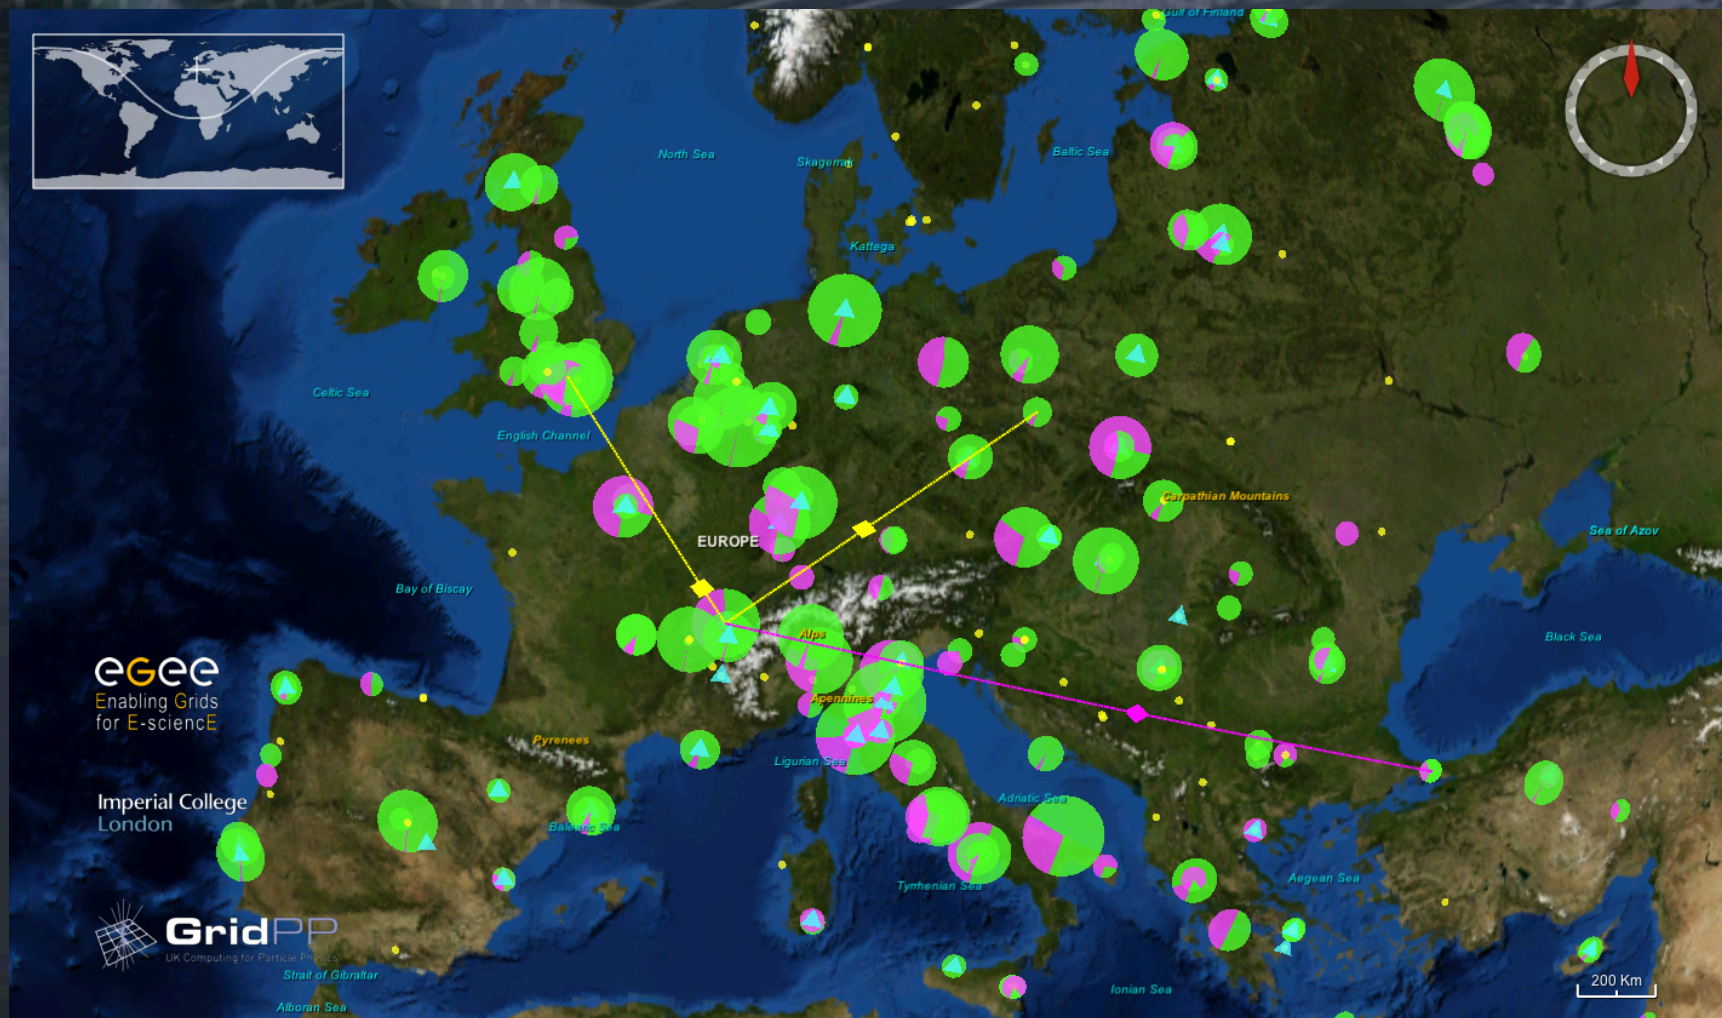 Gulf of Finland
North Sea
Skagerrak
Baltic Sea
Kattega
Celtic Sea
English Channel
Carpathian Mountains
Sea of Azov
EUROPE
Bay of Biscay
Alps
Black Sea
eGee
Enabling Grids
for E-sciencE
Apennines
Pyrenees
Ligurian Sea
Imperial College
London
Adriatic Sea
Balearic Sea
Tyrrhenian Sea
Aegean Sea
GridPP
UK Computing for Particle Physics
Strait of Gibraltar
200 Km
Ionian Sea
Alboran Sea